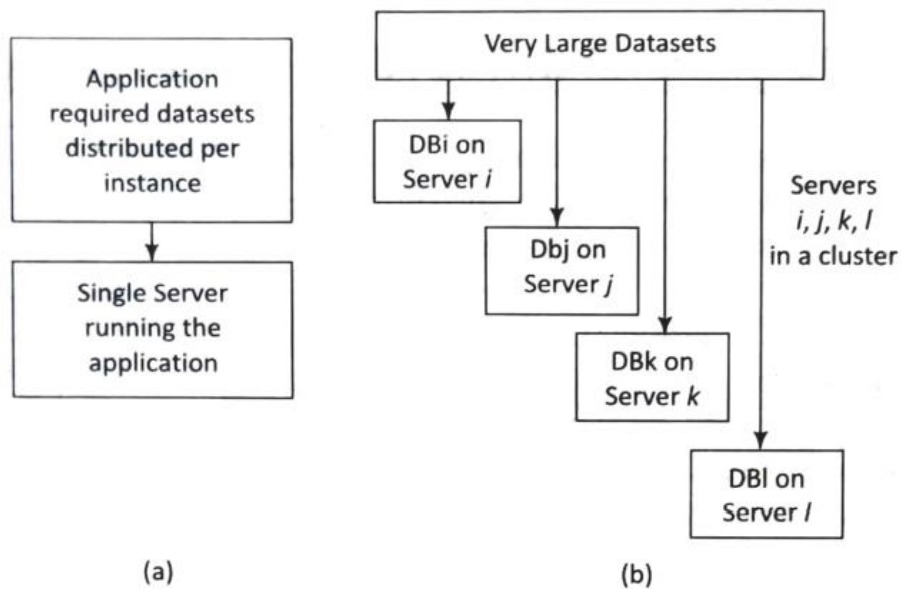 Application
required datasets
distributed per
instance
Single Server
running the
application
(a)
Very Large Datasets
DBi on
Server i
Dbj on
Server j
DBk on
Server k
DBl on
Server l
Servers
i, j, k, l
in a cluster
(b)